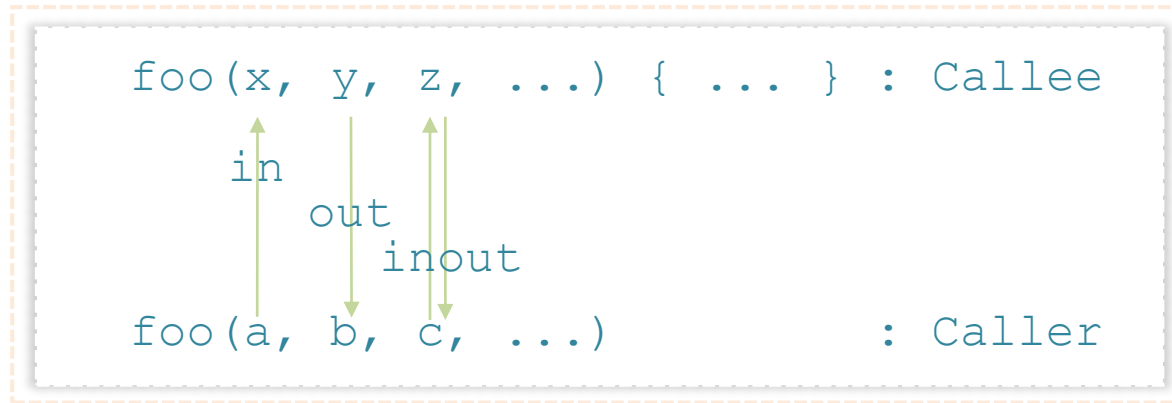 foo(x, y, z, ...) { ... } : Callee
in
out
inout
foo(a, b, c, ...) : Caller